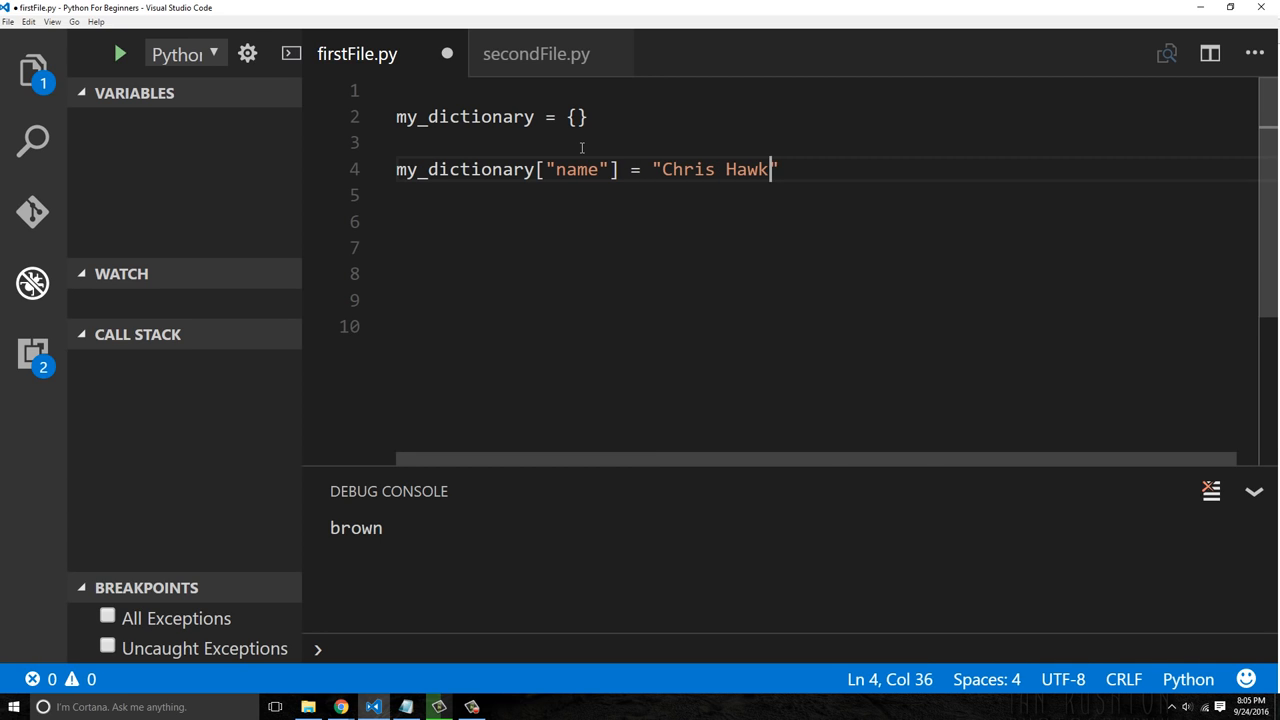 ● firstFile.py - Python For Beginners - Visual Studio Code
File Edit View Go Help
Python
firstFile.py
secondFile.py
1
VARIABLES
WATCH
CALL STACK
2
BREAKPOINTS
All Exceptions
Uncaught Exceptions
1
2 my_dictionary = {}
3
4 my_dictionary["name"] = "Chris Hawk"
5
6
7
8
9
10
DEBUG CONSOLE
brown
0 0
Ln 4, Col 36 Spaces: 4 UTF-8 CRLF Python
I'm Cortana. Ask me anything.
8:05 PM
9/24/2016